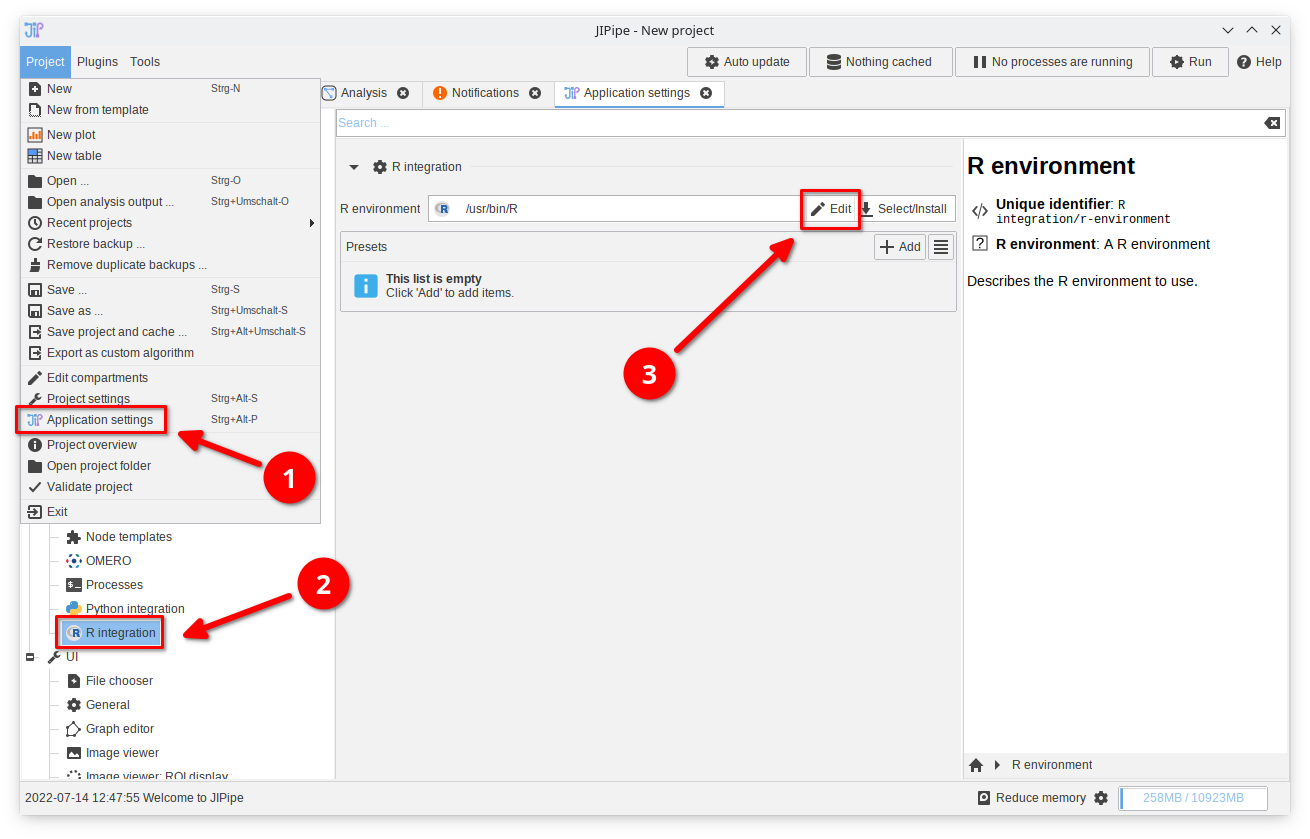 JIPipe - New project
Project Plugins Tools
Auto update
Nothing cached
No processes are running
Run
Help
New Strg-N
New from template
New plot
New table
Open ... Strg-O
Open analysis output ... Strg+Umschalt-O
Recent projects
Restore backup ...
Remove duplicate backups ...
Save ... Strg-S
Save as ... Strg+Umschalt-S
Save project and cache ... Strg+Alt+Umschalt-S
Export as custom algorithm
Edit compartments
Project settings Strg+Alt-S
Application settings Strg+Alt-P
Project overview
Open project folder
Validate project
Exit
1
Node templates
OMERO
Processes
Python integration
R integration
2
UI
File chooser
General
Graph editor
Image viewer
Image viewer: ROI display
Analysis
Notifications
Application settings
Search ...
R integration
R environment /usr/bin/R Edit Select/Install
Presets Add
This list is empty
Click 'Add' to add items.
3
R environment
Unique identifier: R
integration/r-environment
R environment: A R environment
Describes the R environment to use.
R environment
2022-07-14 12:47:55 Welcome to JIPipe
Reduce memory
258MB / 10923MB